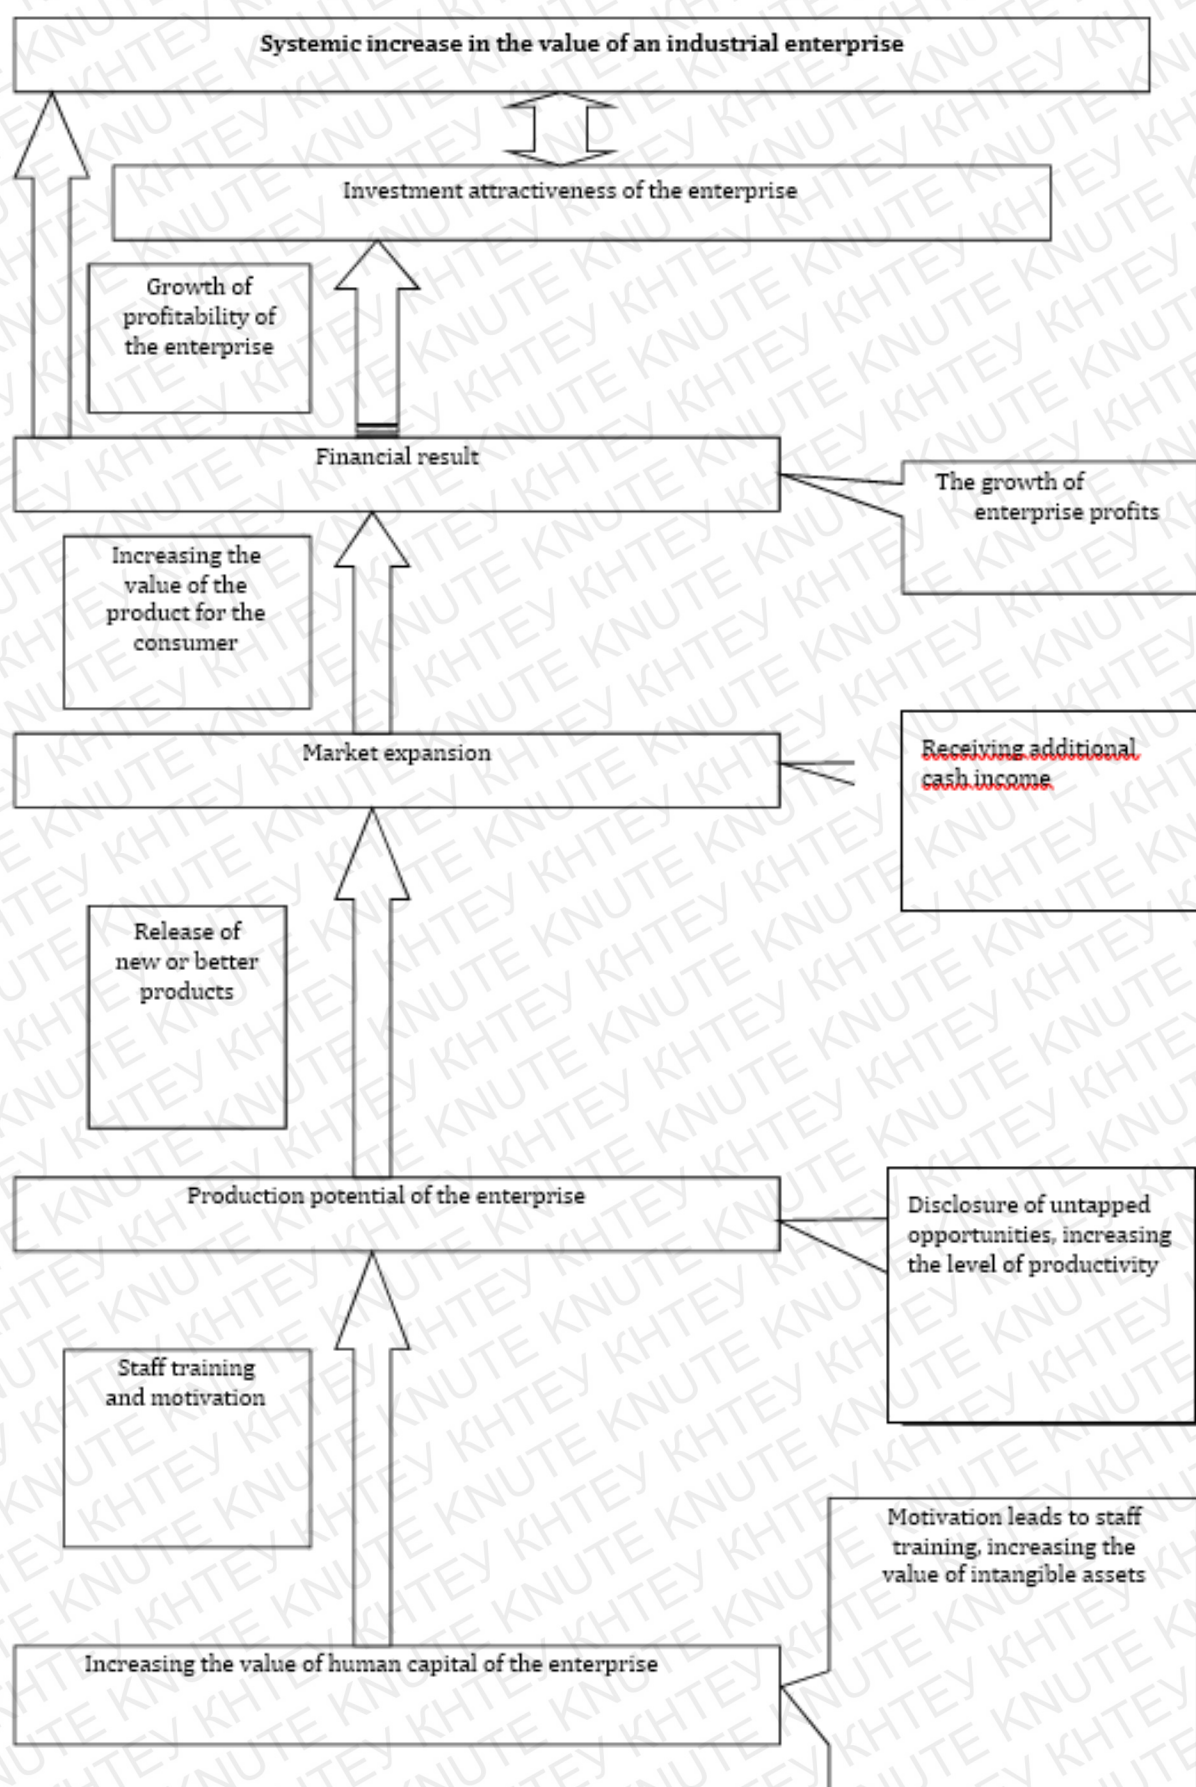 Systemic increase in the value of an industrial enterprise
Investment attractiveness of the enterprise
Growth of
profitability of
the enterprise
Financial result
The growth of
enterprise profits
Increasing the
value of the
product for the
consumer
Market expansion
Receiving additional
cash income
Release of
new or better
products
Production potential of the enterprise
Disclosure of untapped
opportunities, increasing
the level of productivity
Staff training
and motivation
Motivation leads to staff
training, increasing the
value of intangible assets
Increasing the value of human capital of the enterprise
KNUTE КНТЕУ